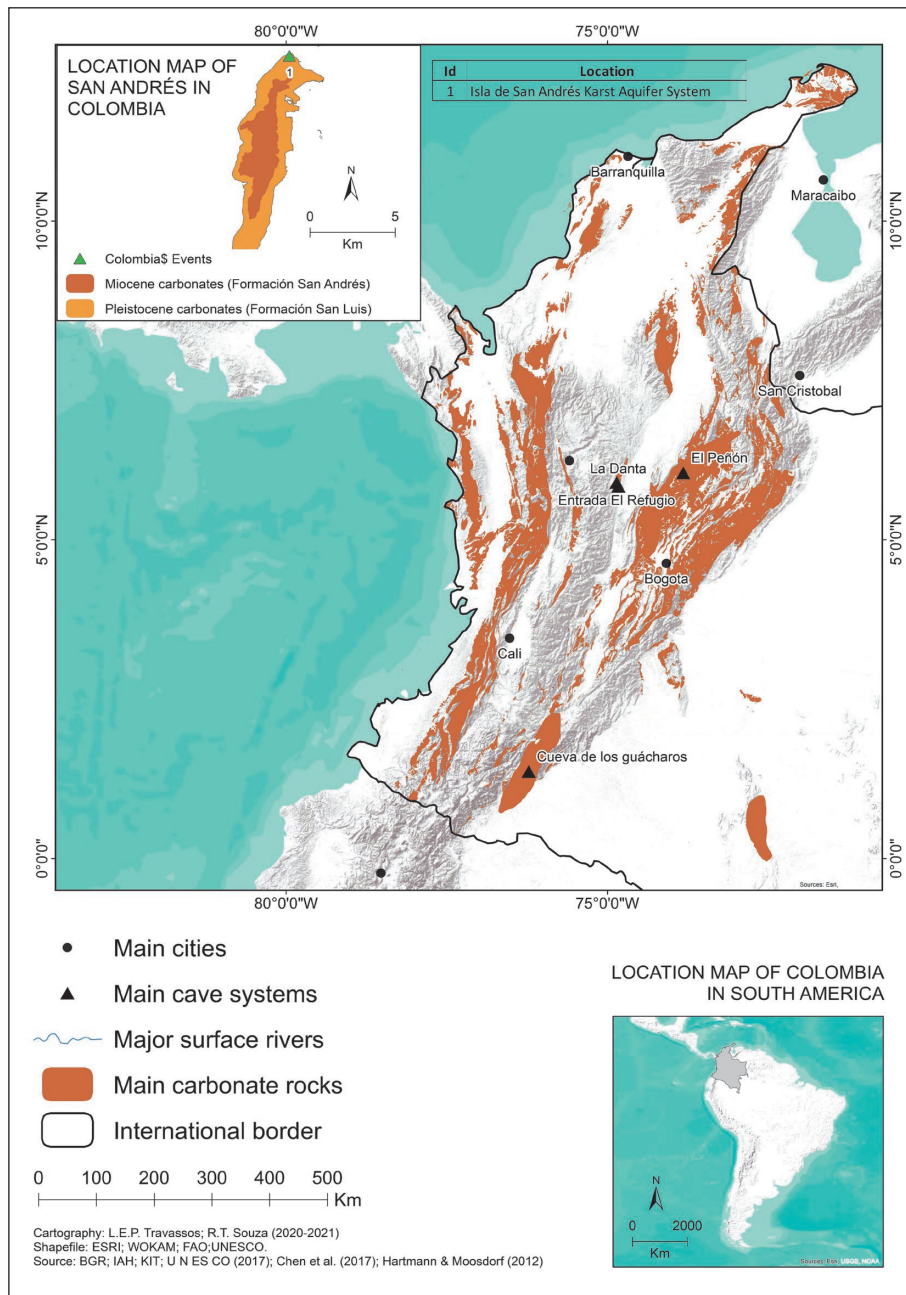 80°0'0"W
75°0'0"W
LOCATION MAP OF
SAN ANDRÉS IN
COLOMBIA
1
N
0
5
Km
Colombia$ Events
Miocene carbonates (Formación San Andrés)
Pleistocene carbonates (Formación San Luis)
Id Location
1 Isla de San Andrés Karst Aquifer System
10°0'0"N
10°0'0"N
Barranquilla
Maracaibo
San Cristobal
El Peñón
La Danta
Entrada El Refugio
5°0'0"N
5°0'0"N
Bogota
Cali
Cueva de los guácharos
0°0'0"
0°0'0"
Sources: Esri,
80°0'0"W
75°0'0"W
Main cities
Main cave systems
Major surface rivers
Main carbonate rocks
International border
0 100 200 300 400 500
Km
Cartography: L.E.P. Travassos; R.T. Souza (2020-2021)
Shapefile: ESRI; WOKAM; FAO;UNESCO.
Source: BGR; IAH; KIT; U N ES CO (2017); Chen et al. (2017); Hartmann & Moosdorf (2012)
LOCATION MAP OF COLOMBIA
IN SOUTH AMERICA
N
0 2000
Km
Sources: Esri, USGS, NOAA